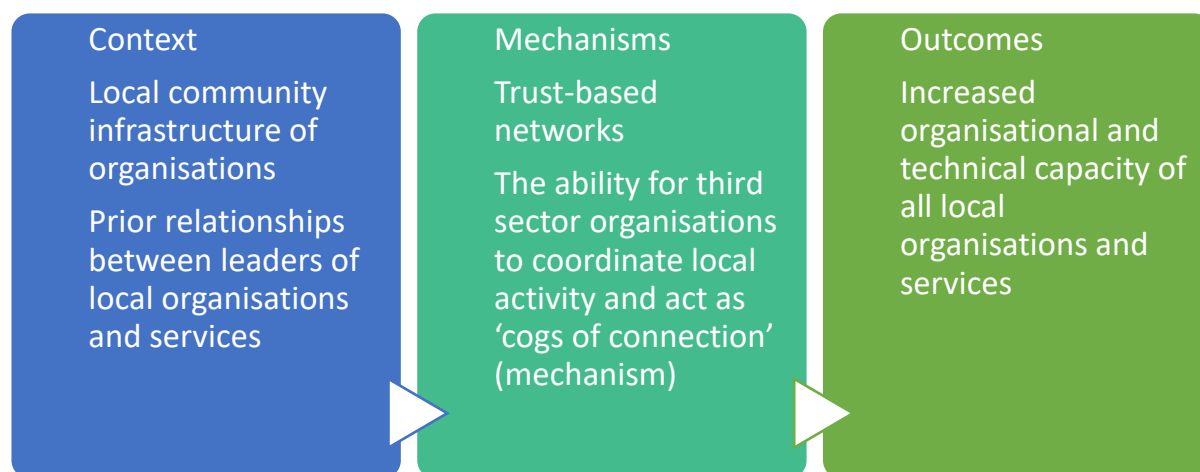 Context
Local community
infrastructure of
organisations
Prior relationships
between leaders of
local organisations
and services
Mechanisms
Trust-based
networks
The ability for third
sector organisations
to coordinate local
activity and act as
‘cogs of connection’
(mechanism)
Outcomes
Increased
organisational and
technical capacity of
all local
organisations and
services